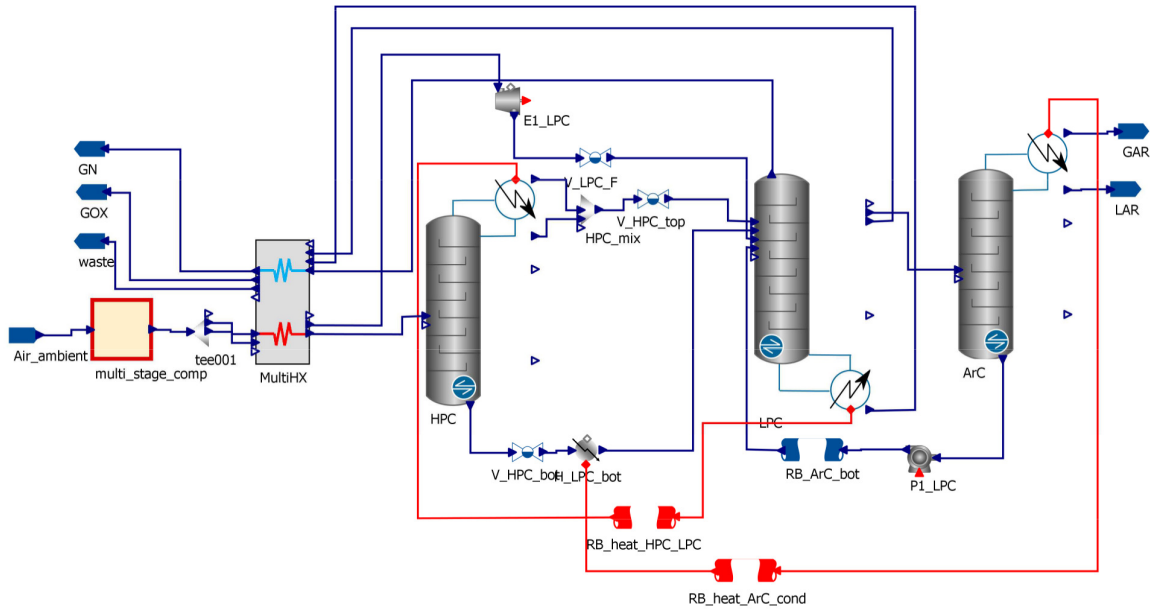 E1_LPC
GAR
GN
V_LPC_F
LAR
GOX
V_HPC_top
HPC_mix
waste
Air_ambient
tee001
multi_stage_comp
MultiHX
ArC
HPC
LPC
V_HPC_bot
H_LPC_bot
RB_ArC_bot
P1_LPC
RB_heat_HPC_LPC
RB_heat_ArC_cond